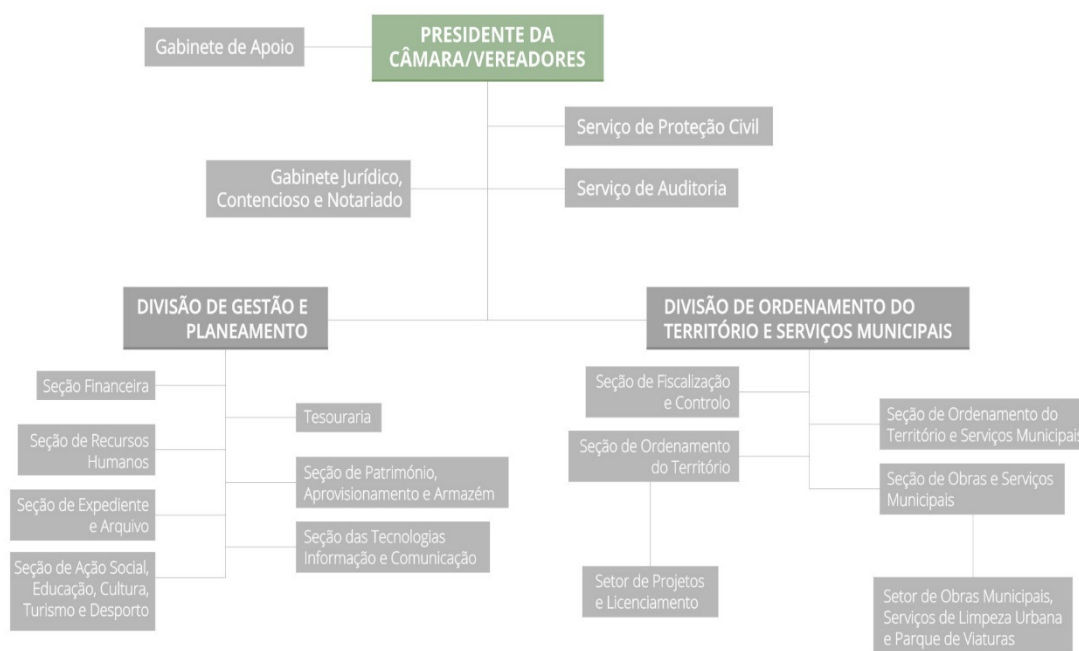 Gabinete de Apoio
PRESIDENTE DA
CÂMARA/VEREADORES
Serviço de Proteção Civil
Gabinete Jurídico,
Contencioso e Notariado
Serviço de Auditoria
DIVISÃO DE GESTÃO E
PLANEAMENTO
DIVISÃO DE ORDENAMENTO DO
TERRITÓRIO E SERVIÇOS MUNICIPAIS
Seção Financeira
Tesouraria
Seção de Recursos
Humanos
Seção de Património,
Aprovisionamento e Armazém
Seção de Expediente
e Arquivo
Seção das Tecnologias
Informação e Comunicação
Seção de Ação Social,
Educação, Cultura,
Turismo e Desporto
Seção de Fiscalização
e Controlo
Seção de Ordenamento do
Território e Serviços Municipais
Seção de Ordenamento
do Território
Seção de Obras e Serviços
Municipais
Setor de Projetos
e Licenciamento
Setor de Obras Municipais,
Serviços de Limpeza Urbana
e Parque de Viaturas